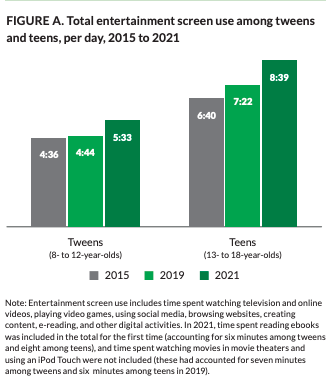 FIGURE A. Total entertainment screen use among tweens
and teens, per day, 2015 to 2021
4:36
4:44
5:33
6:40
7:22
8:39
Tweens
(8- to 12-year-olds)
Teens
(13- to 18-year-olds)
2015
2019
2021
Note: Entertainment screen use includes time spent watching television and online
videos, playing video games, using social media, browsing websites, creating
content, e-reading, and other digital activities. In 2021, time spent reading ebooks
was included in the total for the first time (accounting for six minutes among tweens
and eight among teens), and time spent watching movies in movie theaters and
using an iPod Touch were not included (these had accounted for seven minutes
among tweens and six minutes among teens in 2019).